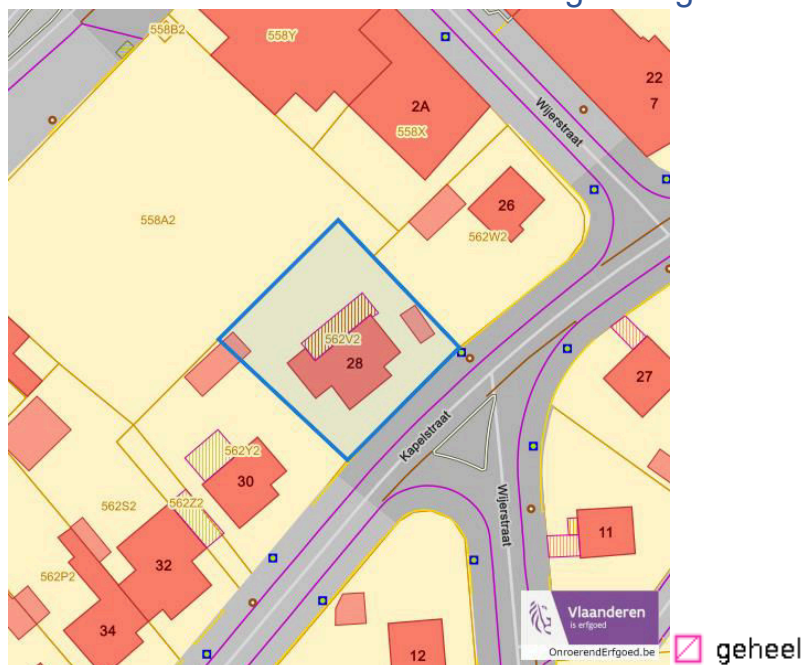 558B2
558Y
22
7
2A
558X
Wijerstraat
26
558A2
562W2
562V2
28
27
Kapelstraat
562Y2
30
Wijerstraat
562S2
562Z2
11
32
562P2
34
12
Vlaanderen
is erfgoed
OnroerendErfgoed.be
geheel